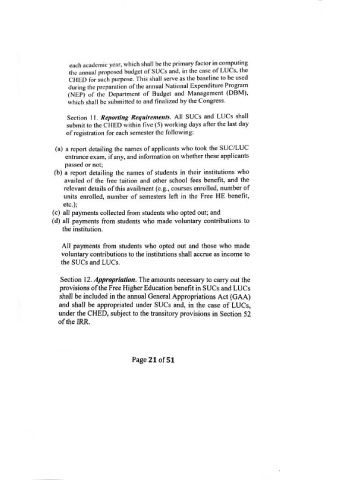 each academic year, which shall be the primary factor in computing
the annual proposed budget of SUCs and, in the case of LUCs, the
CHED for such purpose. This shall serve as the baseline to be used
during the preparation of the annual National Expenditure Program
(NEP) of the Department of Budget and Management (DBM),
which shall be submitted to and finalized by the Congress.
Section 11. Reporting Requirements. All SUCs and LUCs shall
submit to the CHED within five (5) working days after the last day
of registration for each semester the following:
(a) a report detailing the names of applicants who took the SUC/LUC
entrance exam, if any, and information on whether these applicants
passed or not;
(b) a report detailing the names of students in their institutions who
availed of the free tuition and other school fees benefit, and the
relevant details of this availment (e.g., courses enrolled, number of
units enrolled, number of semesters left in the Free HE benefit,
etc.);
(c) all payments collected from students who opted out; and
(d) all payments from students who made voluntary contributions to
the institution.
All payments from students who opted out and those who made
voluntary contributions to the institutions shall accrue as income to
the SUCs and LUCs.
Section 12. Appropriation. The amounts necessary to carry out the
provisions of the Free Higher Education benefit in SUCs and LUCs
shall be included in the annual General Appropriations Act (GAA)
and shall be appropriated under SUCs and, in the case of LUCs,
under the CHED, subject to the transitory provisions in Section 52
of the IRR.
Page 21 of 51